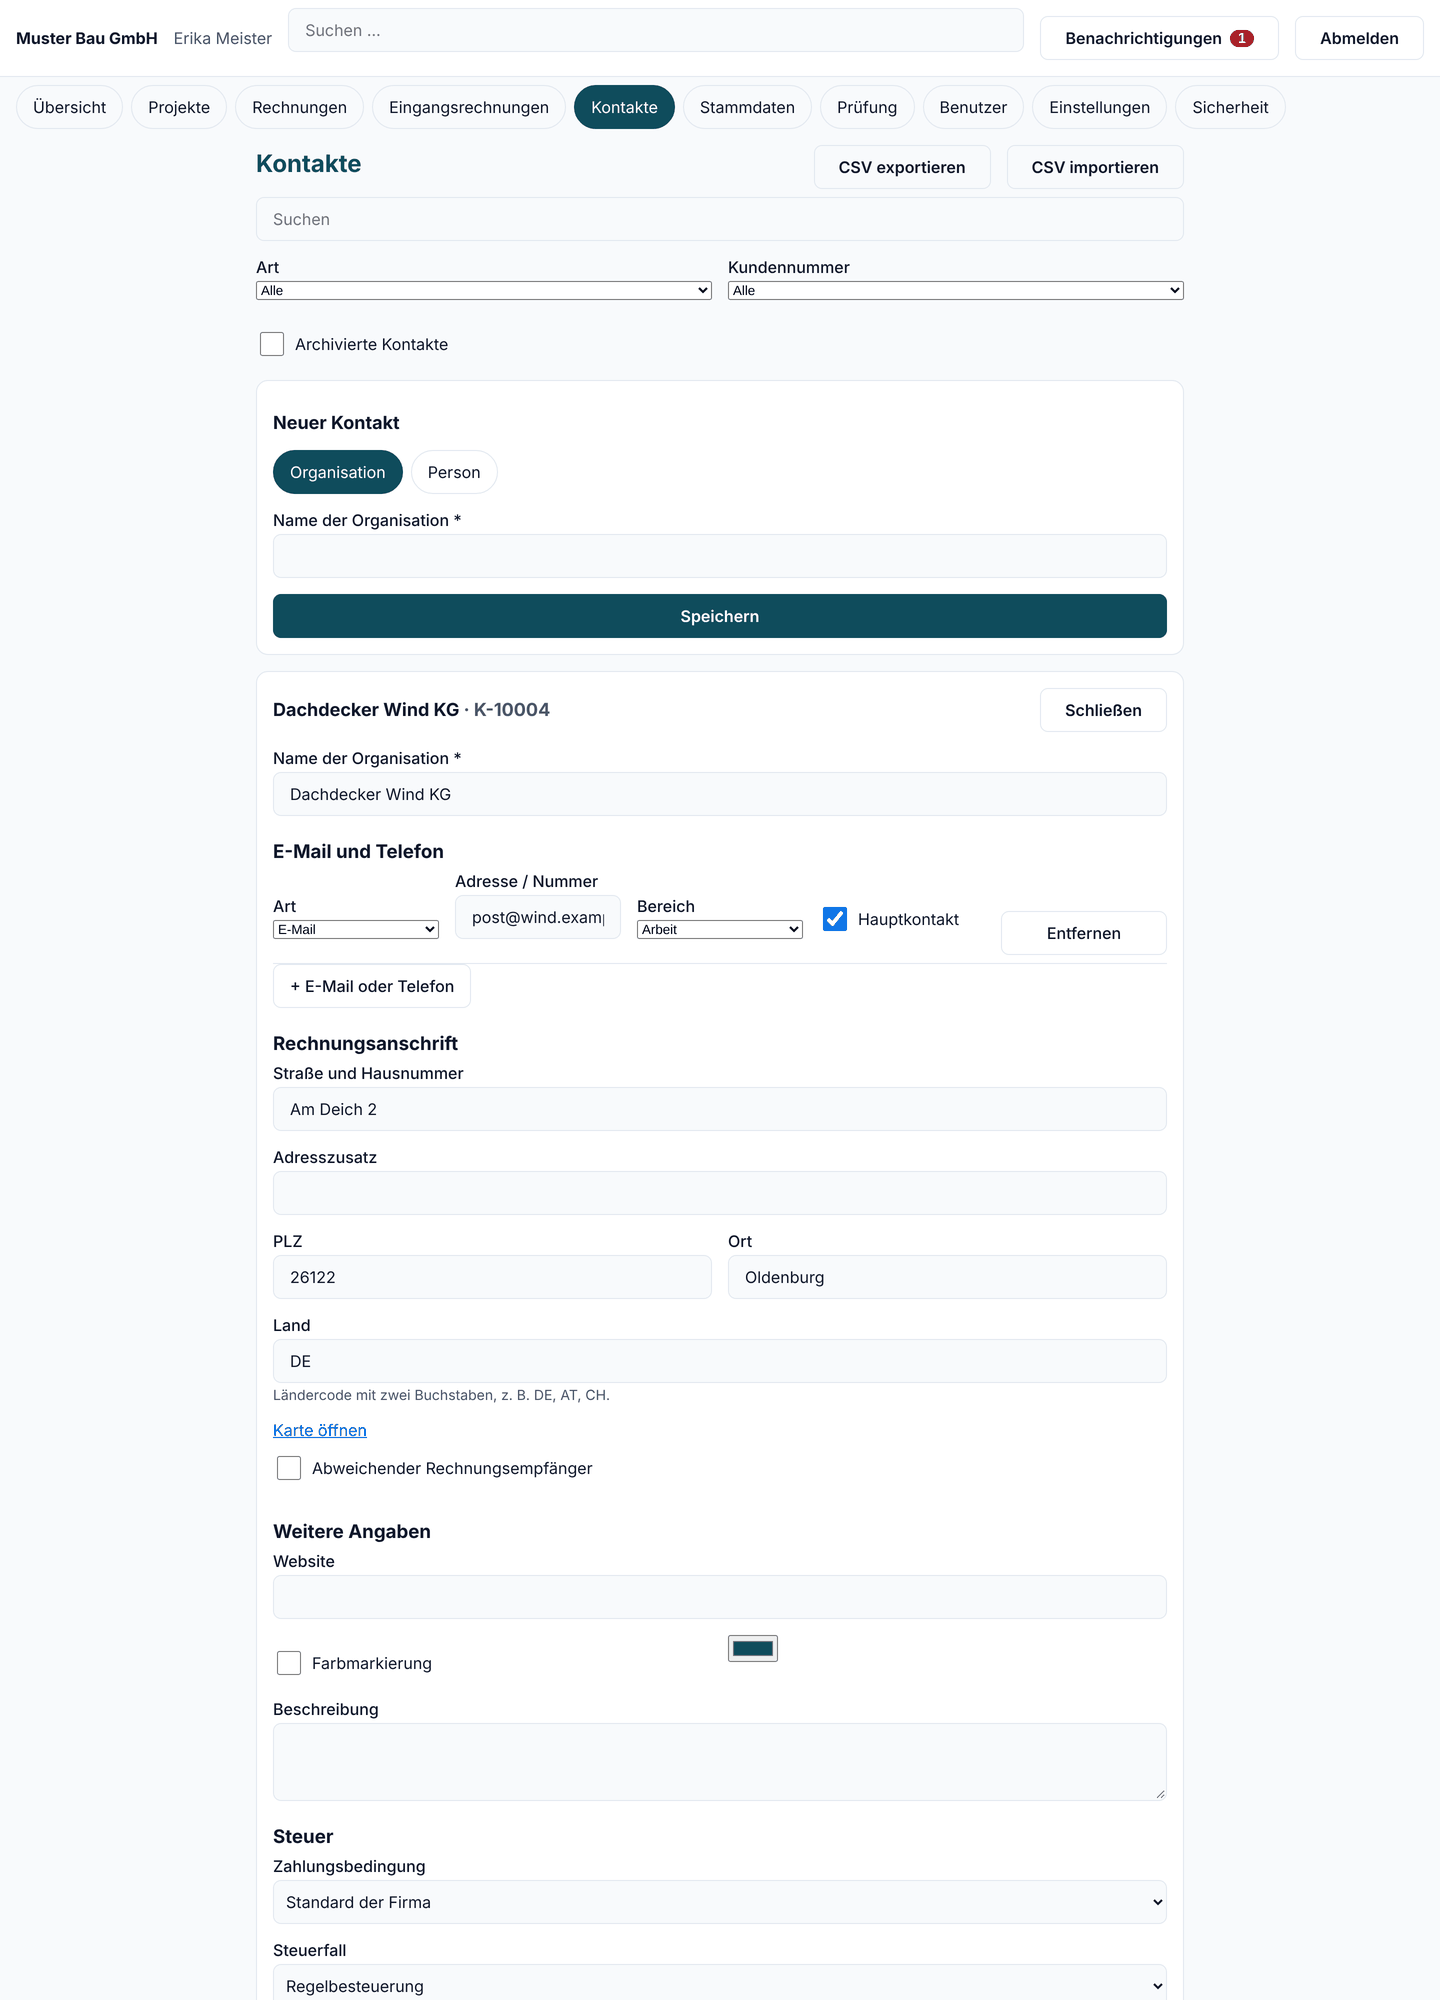 Muster Bau GmbH Erika Meister Suchen ... Benachrichtigungen 1 Abmelden
Übersicht Projekte Rechnungen Eingangsrechnungen Kontakte Stammdaten Prüfung Benutzer Einstellungen Sicherheit
Kontakte CSV exportieren CSV importieren
Suchen
Art Kundennummer
Alle Alle
Archivierte Kontakte
Neuer Kontakt
Organisation Person
Name der Organisation *
Speichern
Dachdecker Wind KG · K-10004 Schließen
Name der Organisation *
Dachdecker Wind KG
E-Mail und Telefon
Art Adresse / Nummer Bereich
E-Mail post@wind.exam Arbeit Hauptkontakt Entfernen
+ E-Mail oder Telefon
Rechnungsanschrift
Straße und Hausnummer
Am Deich 2
Adresszusatz
PLZ Ort
26122 Oldenburg
Land
DE
Ländercode mit zwei Buchstaben, z. B. DE, AT, CH.
Karte öffnen
Abweichender Rechnungsempfänger
Weitere Angaben
Website
Farbmarkierung
Beschreibung
Steuer
Zahlungsbedingung
Standard der Firma
Steuerfall
Regelbesteuerung